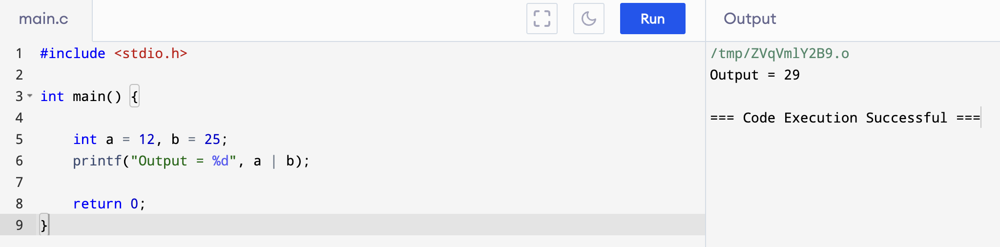 main.c
Run
Output
1 #include <stdio.h>
2
3 int main() {
4
5     int a = 12, b = 25;
6     printf("Output = %d", a | b);
7
8     return 0;
9 }
/tmp/ZVqVmlY2B9.o
Output = 29
=== Code Execution Successful ===